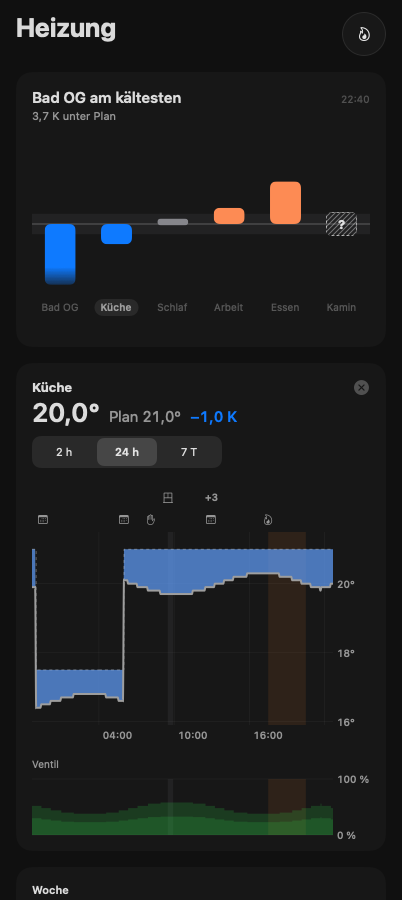 Heizung
Bad OG am kältesten
22:40
3,7 K unter Plan
?
Bad OG Küche Schlaf Arbeit Essen Kamin
Küche
20,0° Plan 21,0° −1,0 K
2 h 24 h 7 T
+3
20°
18°
16°
04:00 10:00 16:00
Ventil
100 %
0 %
Woche